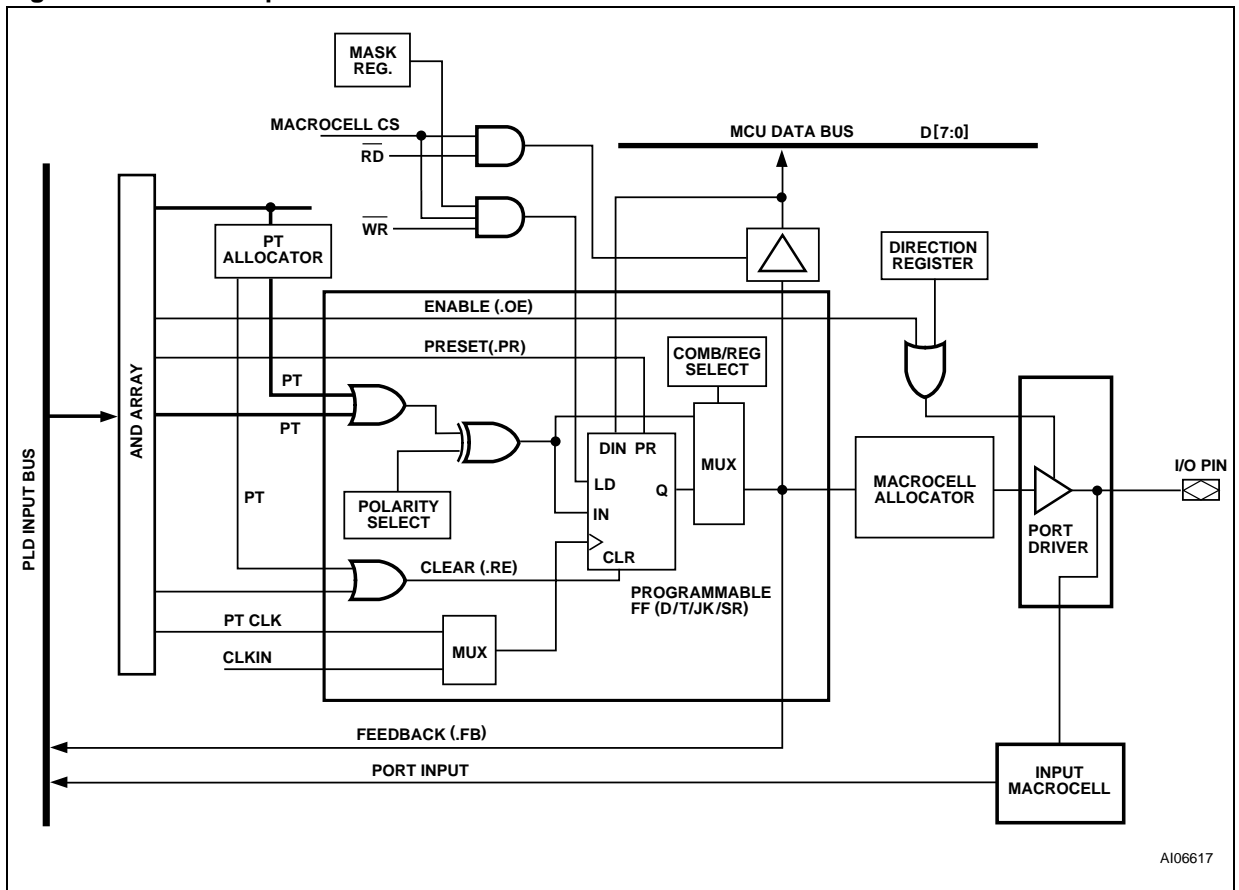 MASK
REG.
MACROCELL CS
RD
WR
MCU DATA BUS D[7:0]
PT
ALLOCATOR
DIRECTION
REGISTER
ENABLE (.OE)
PRESET(.PR)
COMB/REG
SELECT
PT
PT
AND ARRAY
PLD INPUT BUS
DIN PR
MUX
LD
Q
IN
CLR
POLARITY
SELECT
PT
MACROCELL
ALLOCATOR
I/O PIN
PORT
DRIVER
CLEAR (.RE)
PROGRAMMABLE
FF (D/T/JK/SR)
PT CLK
MUX
CLKIN
FEEDBACK (.FB)
PORT INPUT
INPUT
MACROCELL
AI06617